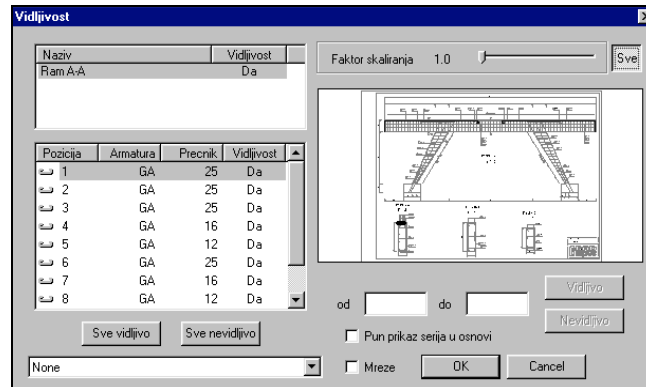 Vidljivost
Naziv Vidljivost
Ram A-A Da
Faktor skaliranja 1.0 Sve
Pozicija Armatura Precnik Vidljivost
1 GA 25 Da
2 GA 25 Da
3 GA 25 Da
4 GA 16 Da
5 GA 12 Da
6 GA 25 Da
7 GA 16 Da
8 GA 12 Da
Sve vidljivo Sve nevidljivo
None
od do
Vidljivo
Nevidljivo
Pun prikaz serija u osnovi
Mreze OK Cancel